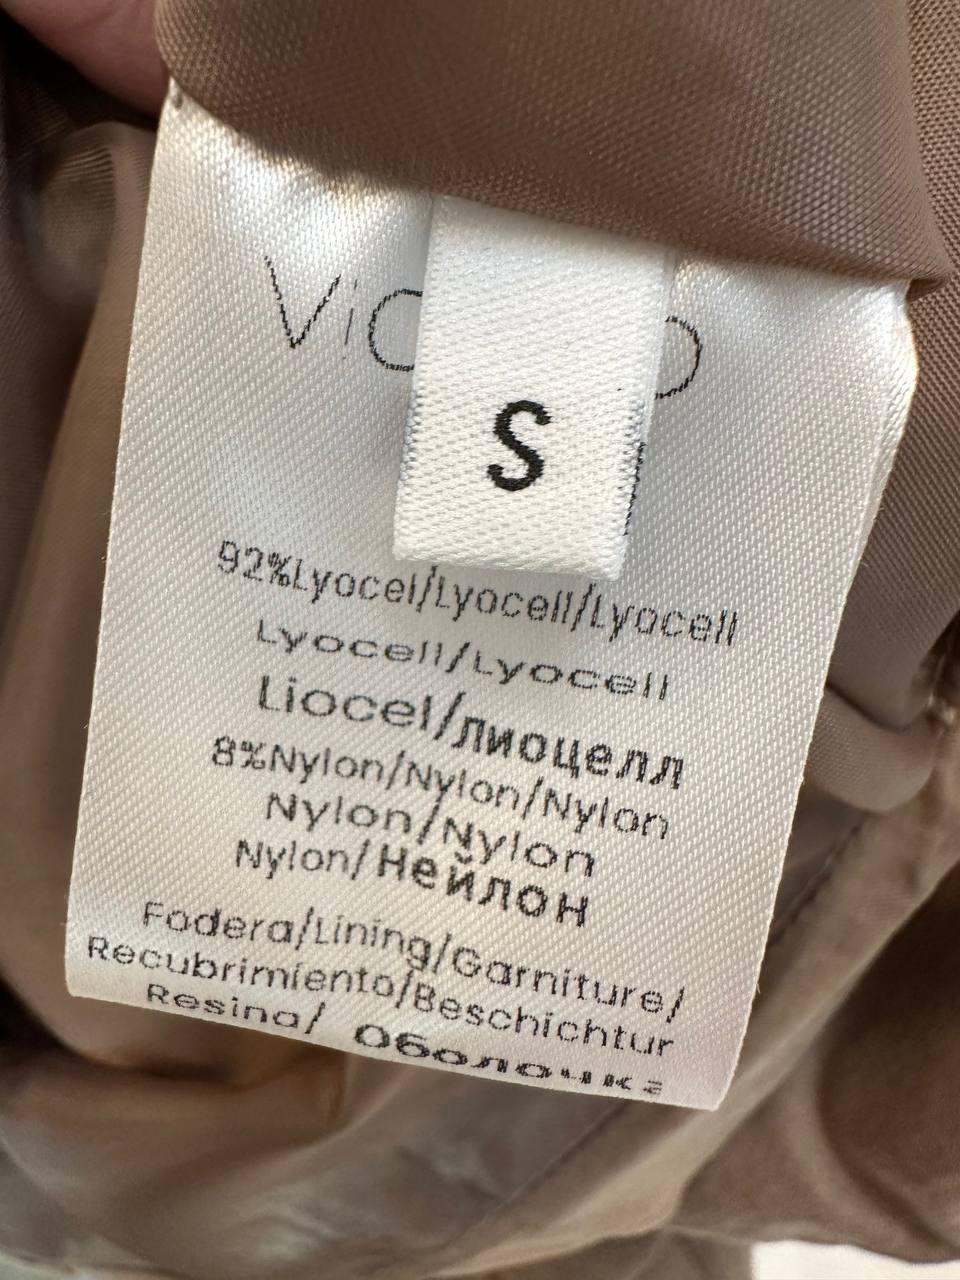 S
92%Lyocel/Lyocell/Lyocell
Lyocell/Lyocell
Liocel/лиоцелл
8%Nylon/Nylon/Nylon
Nylon/Nylon
Nylon/Нейлон
Fodera/Lining/Garniture/
Recubrimiento/Beschichtur
Resina/ Оболочка